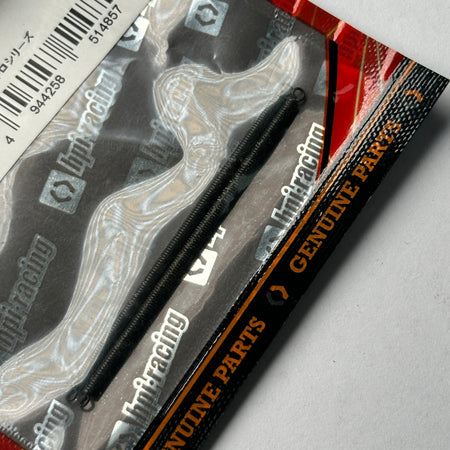 ロシリーズ
4 944258 514857
hpi·racing
hpi·racing
hpi·racing
hpi·racing
GENUINE PARTS
GENUINE PARTS